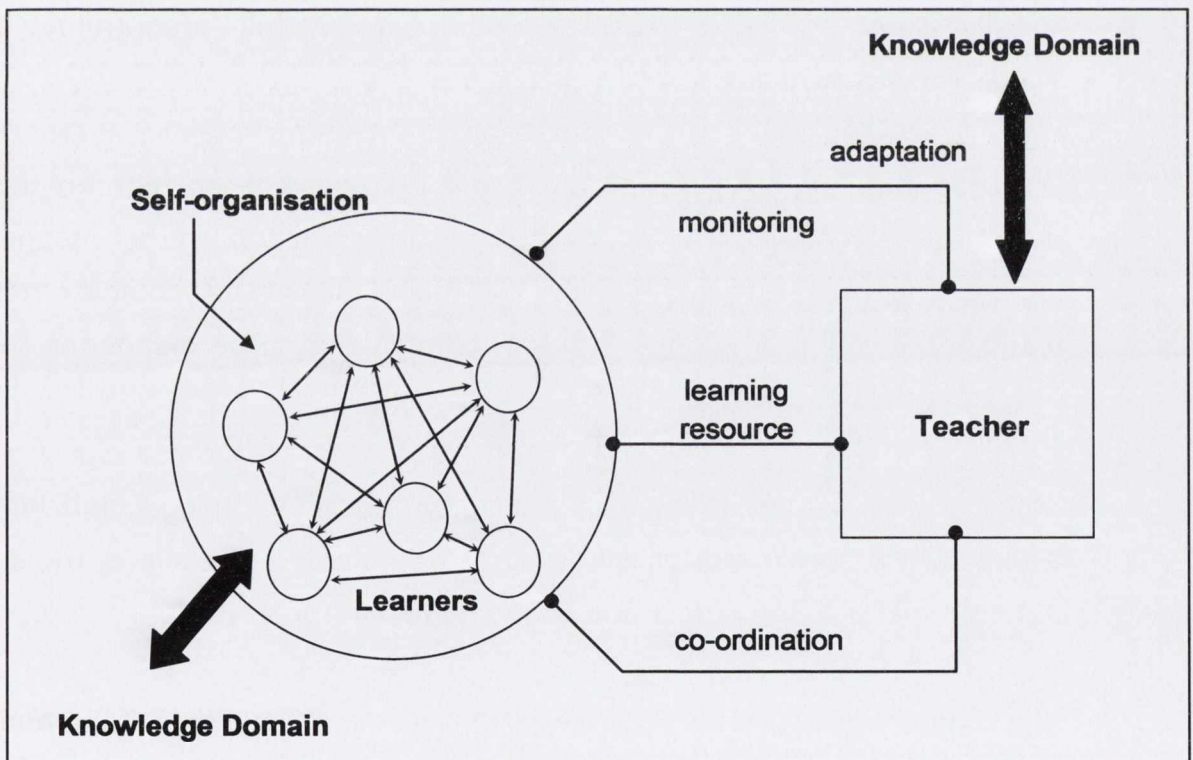 Knowledge Domain
adaptation
Self-organisation
monitoring
learning
resource
Teacher
Learners
co-ordination
Knowledge Domain